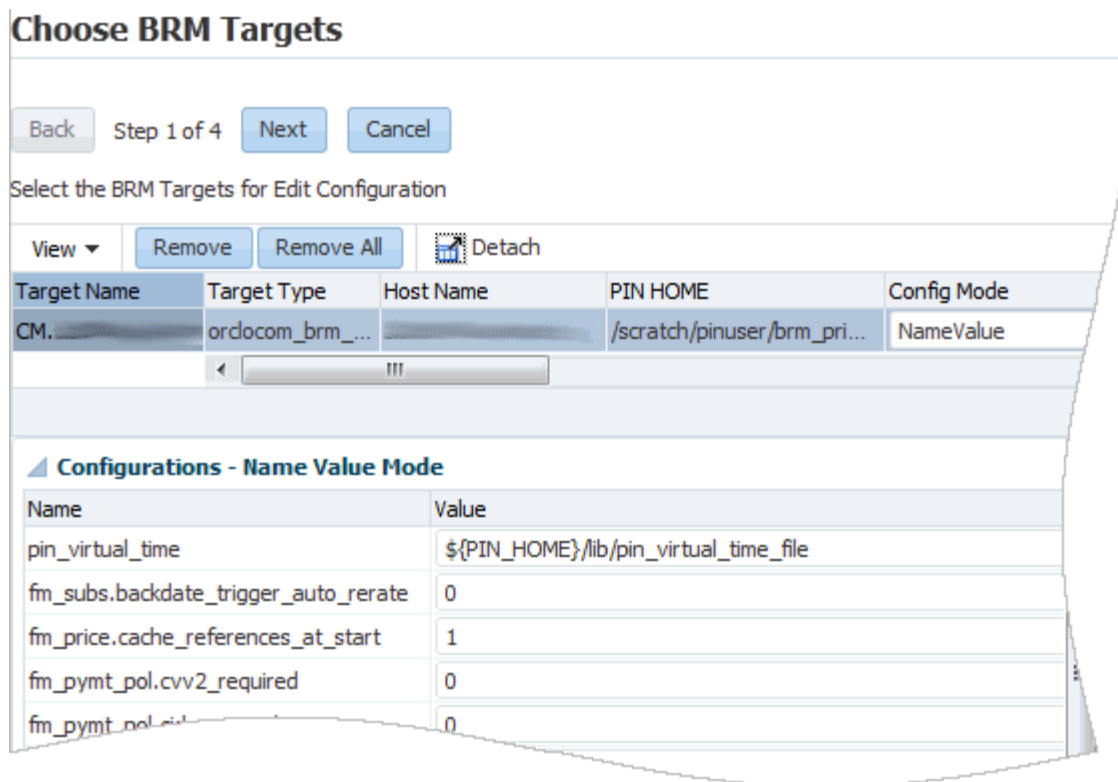 Choose BRM Targets
Back Step 1 of 4 Next Cancel
Select the BRM Targets for Edit Configuration
View Remove Remove All Detach
Target Name Target Type Host Name PIN HOME Config Mode
CM. orclocom_brm_... /scratch/pinuser/brm_pri... NameValue
Configurations - Name Value Mode
Name Value
pin_virtual_time ${PIN_HOME}/lib/pin_virtual_time_file
fm_subs.backdate_trigger_auto_rerate 0
fm_price.cache_references_at_start 1
fm_pymt_pol.cvv2_required 0
0